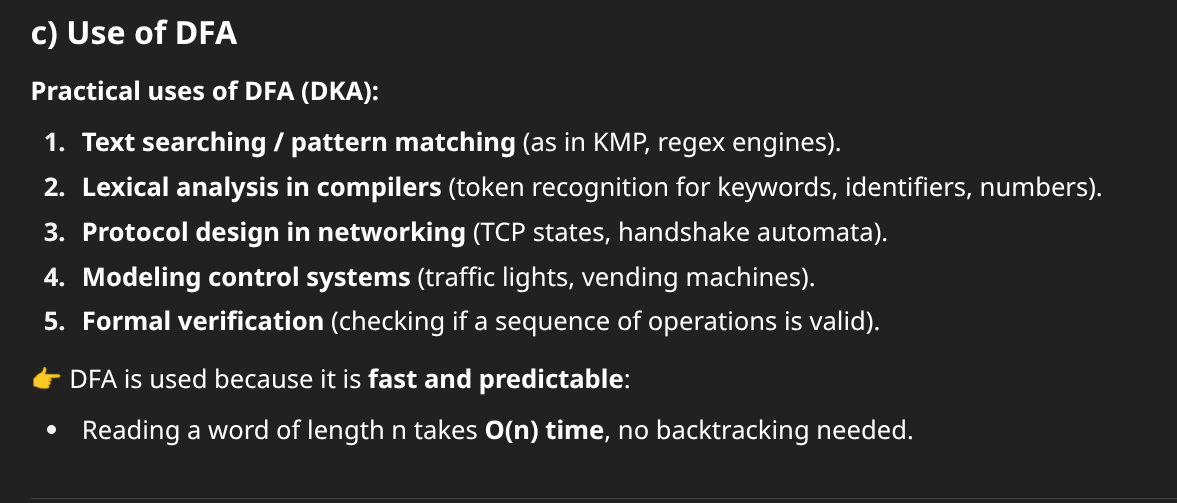 c) Use of DFA
Practical uses of DFA (DKA):
1. Text searching / pattern matching (as in KMP, regex engines).
2. Lexical analysis in compilers (token recognition for keywords, identifiers, numbers).
3. Protocol design in networking (TCP states, handshake automata).
4. Modeling control systems (traffic lights, vending machines).
5. Formal verification (checking if a sequence of operations is valid).
👉 DFA is used because it is fast and predictable:
• Reading a word of length n takes O(n) time, no backtracking needed.